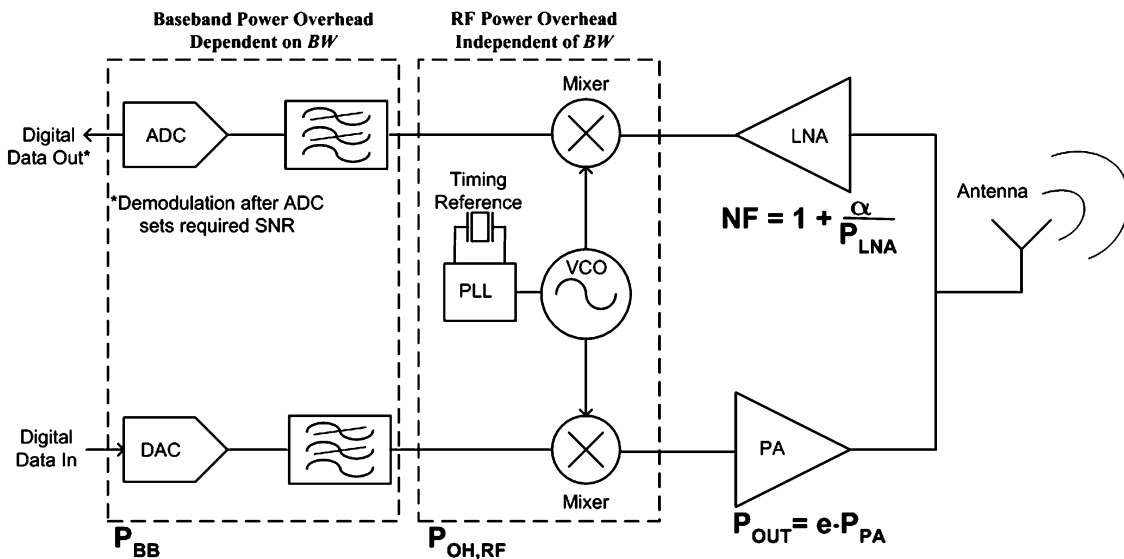 Baseband Power Overhead
Dependent on BW
RF Power Overhead
Independent of BW
Mixer
Digital
Data Out*
ADC
LNA
*Demodulation after ADC
sets required SNR
Timing
Reference
Antenna
NF = 1 + α
P_LNA
PLL
VCO
Digital
Data In
DAC
PA
Mixer
P_BB
P_OH,RF
P_OUT = e·P_PA